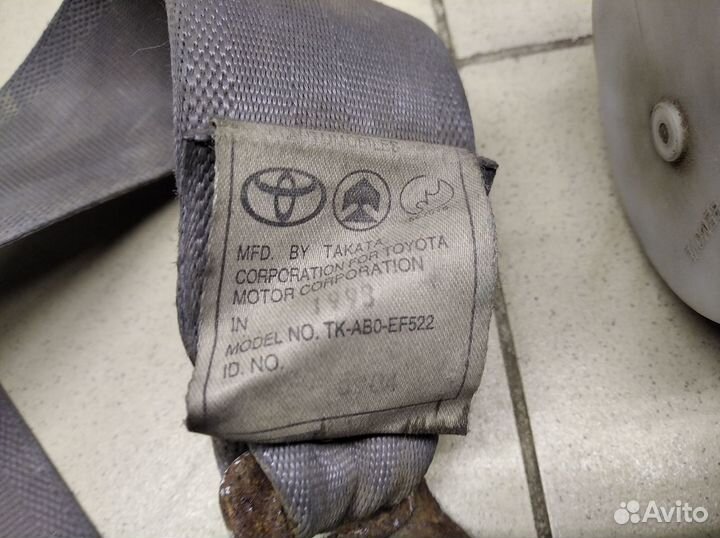 MFD. BY TAKATA
CORPORATION FOR TOYOTA
MOTOR CORPORATION
IN 1993
MODEL NO. TK-AB0-EF522
ID. NO.
Avito